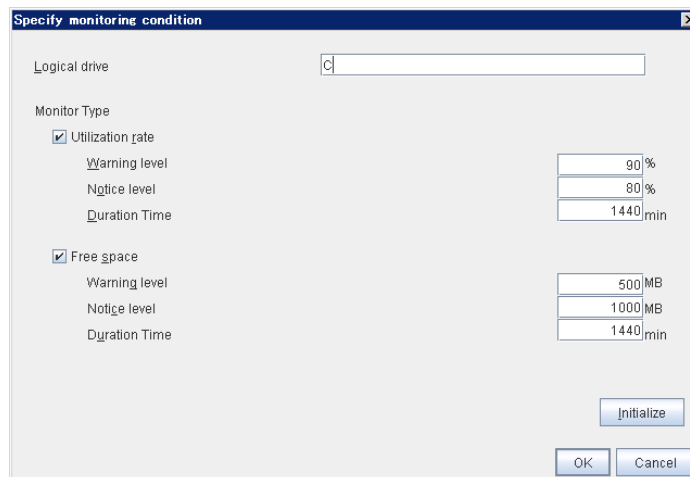 Specify monitoring condition
Logical drive C
Monitor Type
Utilization rate
Warning level 90 %
Notice level 80 %
Duration Time 1440 min
Free space
Warning level 500 MB
Notice level 1000 MB
Duration Time 1440 min
Initialize
OK Cancel